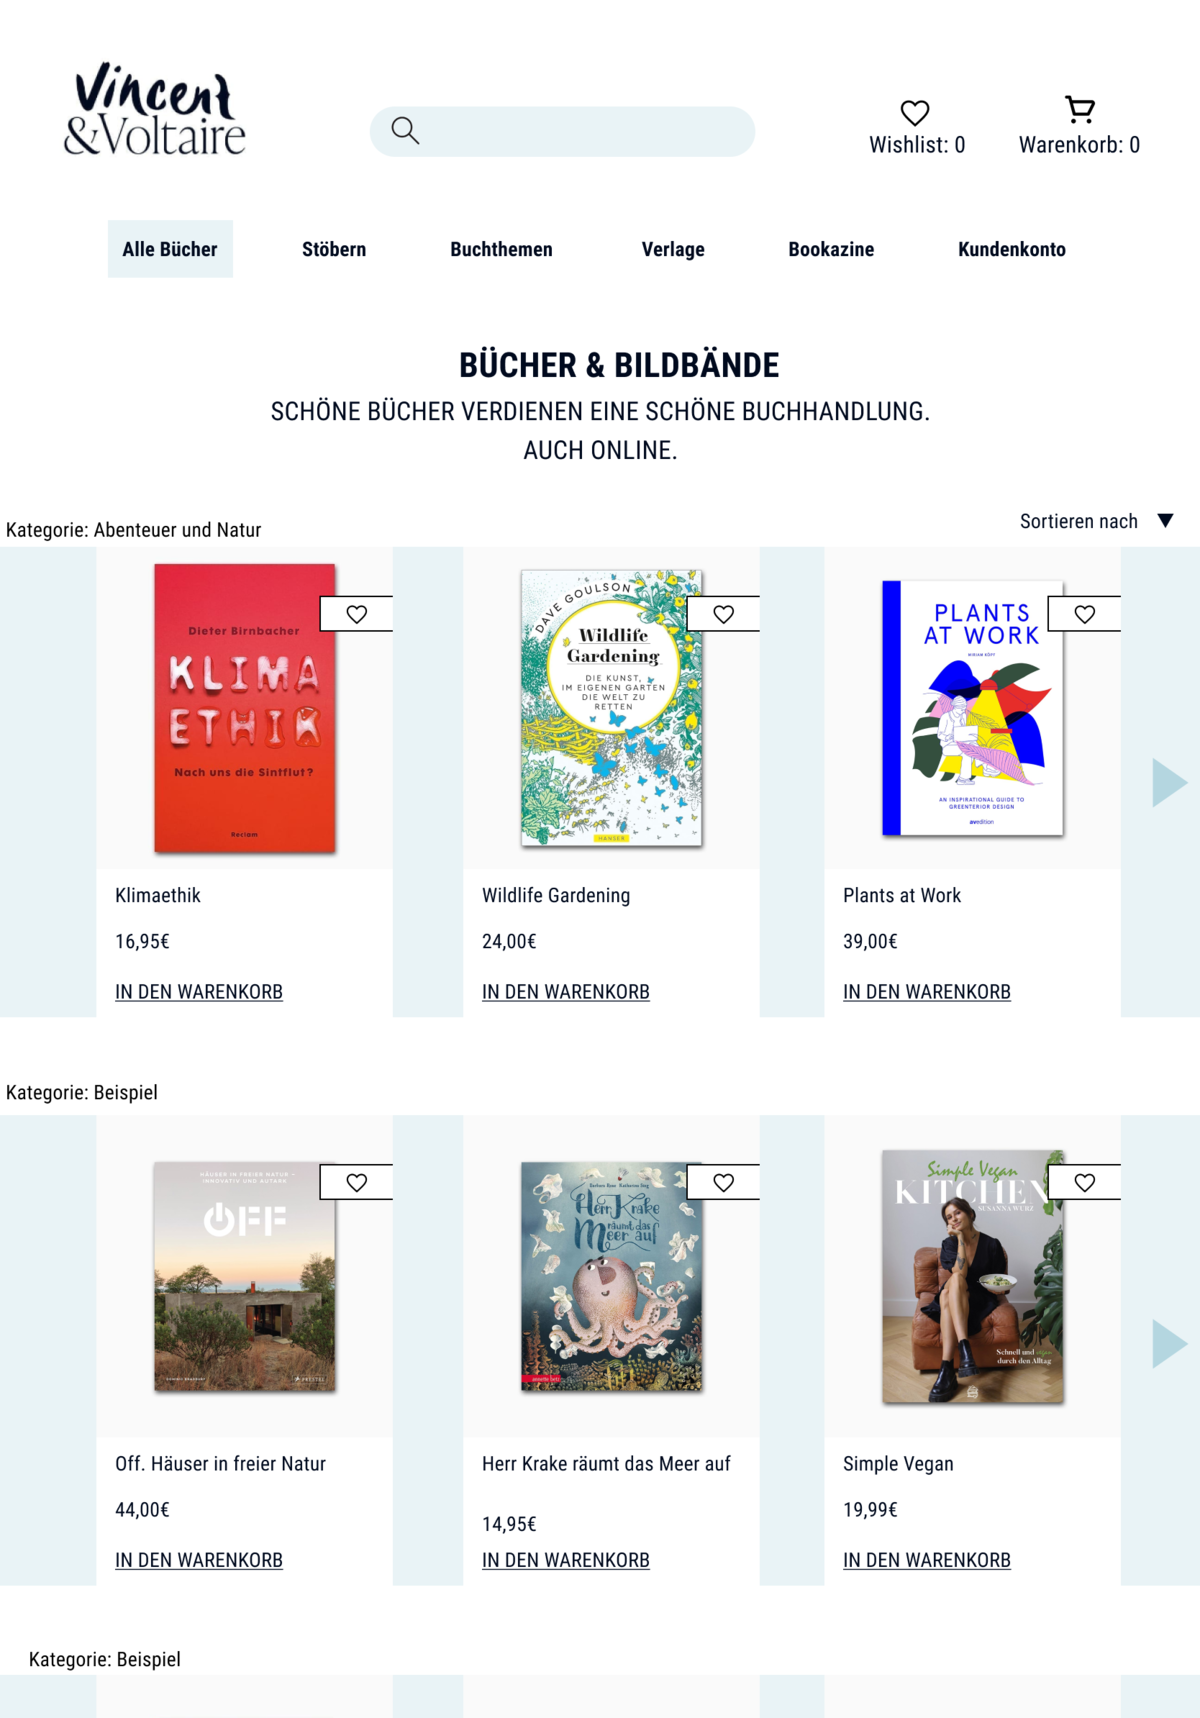 Vincent
&Voltaire
Wishlist: 0
Warenkorb: 0
Alle Bücher
Stöbern
Buchthemen
Verlage
Bookazine
Kundenkonto
BÜCHER & BILDBÄNDE
SCHÖNE BÜCHER VERDIENEN EINE SCHÖNE BUCHHANDLUNG.
AUCH ONLINE.
Kategorie: Abenteuer und Natur
Sortieren nach
Dieter Birnbacher
KLIMA
ETHIK
Nach uns die Sintflut?
Reclam
DAVE GOULSON
Wildlife
Gardening
DIE KUNST,
IM EIGENEN GARTEN
DIE WELT ZU
RETTEN
HANSER
PLANTS
AT WORK
MIRIAM KÖPF
AN INSPIRATIONAL GUIDE TO
GREENTERIOR DESIGN
avedition
Klimaethik
16,95€
IN DEN WARENKORB
Wildlife Gardening
24,00€
IN DEN WARENKORB
Plants at Work
39,00€
IN DEN WARENKORB
Kategorie: Beispiel
HÄUSER IN FREIER NATUR –
INNOVATIV UND AUTARK
OFF
PRESTEL
Herr Krake
räumt das
Meer auf
annette betz
Simple Vegan
KITCHEN
SUSANNA WURZ
Schnell und vegan
durch den Alltag
Off. Häuser in freier Natur
44,00€
IN DEN WARENKORB
Herr Krake räumt das Meer auf
14,95€
IN DEN WARENKORB
Simple Vegan
19,99€
IN DEN WARENKORB
Kategorie: Beispiel